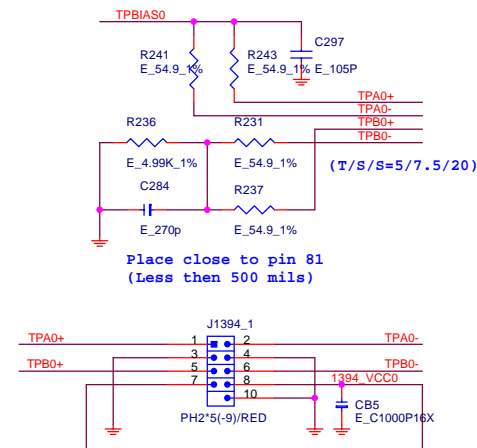 TPBIAS0
C297
R241
R243
E_54.9_1%
E_54.9_1%
E_105P
TPA0+
TPA0-
TPB0+
TPB0-
R236
R231
(T/S/S=5/7.5/20)
E_4.99K_1%
E_54.9_1%
C284
R237
E_270p
E_54.9_1%
Place close to pin 81
(Less then 500 mils)
J1394_1
TPA0+
1
2
TPA0-
3
4
TPB0+
5
6
TPB0-
7
8
1394_VCC0
10
CB5
E_C1000P16X
PH2*5(-9)/RED